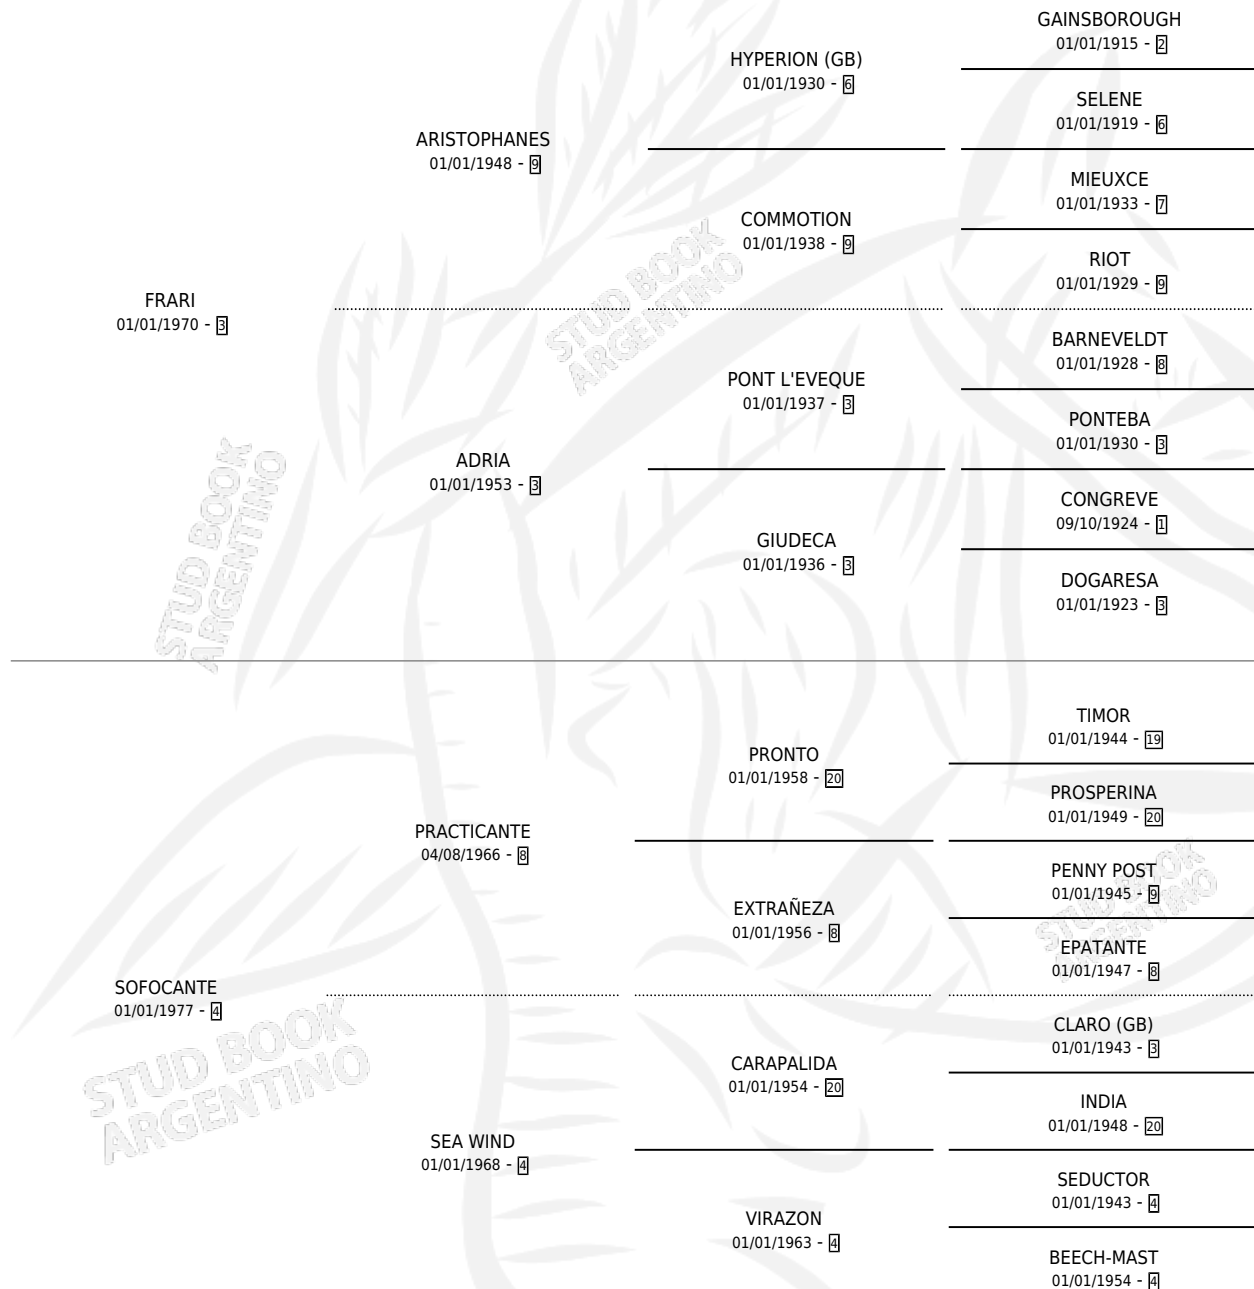 GAINSBOROUGH
01/01/1915 - 2
HYPERION (GB)
01/01/1930 - 6
SELENE
01/01/1919 - 6
ARISTOPHANES
01/01/1948 - 9
MIEUXCE
01/01/1933 - 7
COMMOTION
01/01/1938 - 9
RIOT
01/01/1929 - 9
FRARI
01/01/1970 - 3
BARNEVELDT
01/01/1928 - 8
PONT L'EVEQUE
01/01/1937 - 3
PONTEBA
01/01/1930 - 3
ADRIA
01/01/1953 - 3
CONGREVE
09/10/1924 - 1
GIUDECA
01/01/1936 - 3
DOGARESA
01/01/1923 - 3
TIMOR
01/01/1944 - 19
PRONTO
01/01/1958 - 20
PROSPERINA
01/01/1949 - 20
PRACTICANTE
04/08/1966 - 8
PENNY POST
01/01/1945 - 9
EXTRAÑEZA
01/01/1956 - 8
EPATANTE
01/01/1947 - 8
SOFOCANTE
01/01/1977 - 4
CLARO (GB)
01/01/1943 - 3
CARAPALIDA
01/01/1954 - 20
INDIA
01/01/1948 - 20
SEA WIND
01/01/1968 - 4
SEDUCTOR
01/01/1943 - 4
VIRAZON
01/01/1963 - 4
BEECH-MAST
01/01/1954 - 4
STUD BOOK
ARGENTINO
STUD BOOK
ARGENTINO
STUD BOOK
ARGENTINO
STUD BOOK
ARGENTINO